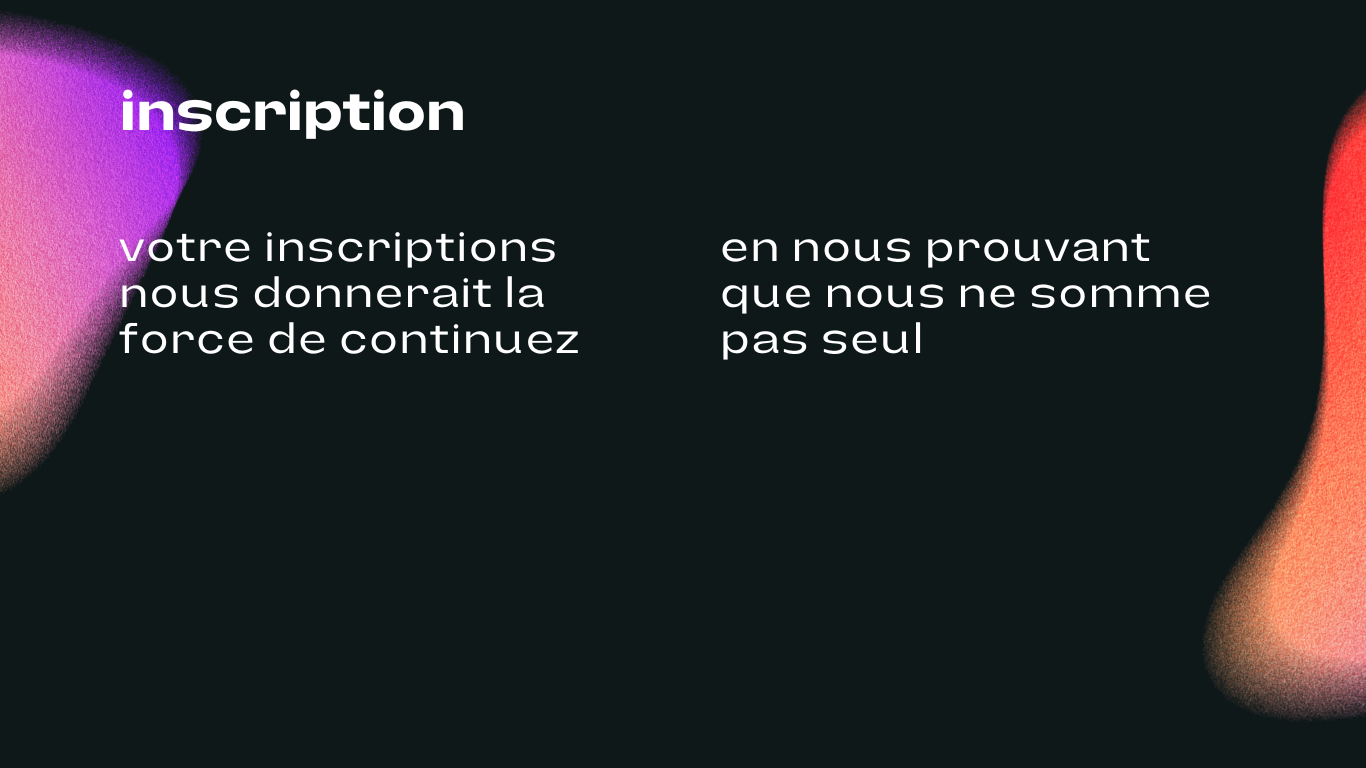 inscription
votre inscriptions
nous donnerait la
force de continuez
en nous prouvant
que nous ne somme
pas seul